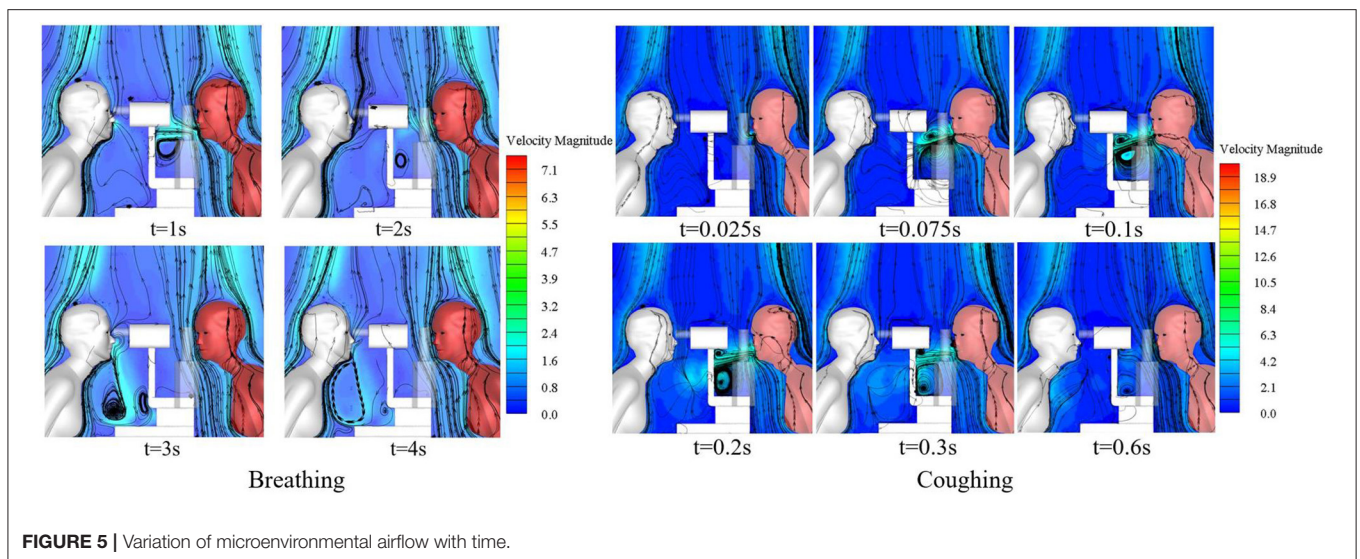 t=1s
t=2s
t=3s
t=4s
Velocity Magnitude
7.1
6.3
5.5
4.7
3.9
3.2
2.4
1.6
0.8
0.0
Breathing
t=0.025s
t=0.075s
t=0.1s
t=0.2s
t=0.3s
t=0.6s
Velocity Magnitude
18.9
16.8
14.7
12.6
10.5
8.4
6.3
4.2
2.1
0.0
Coughing
FIGURE 5 | Variation of microenvironmental airflow with time.